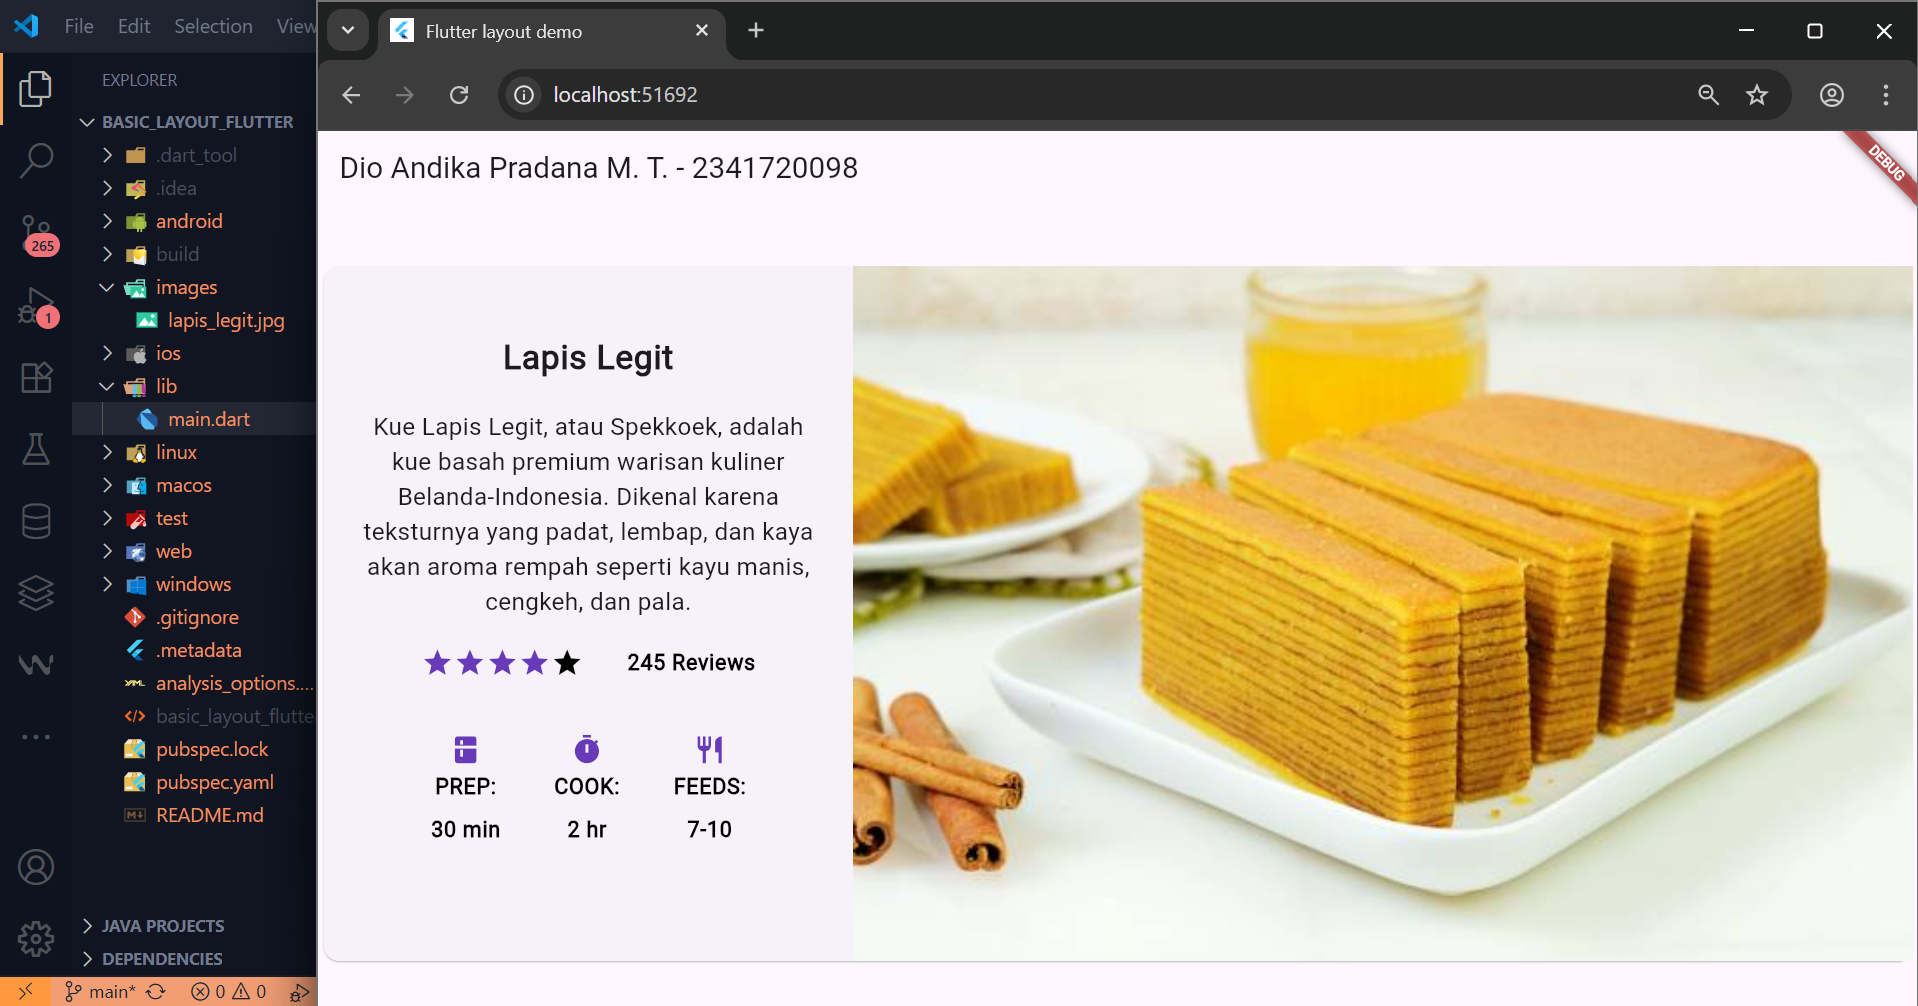 File Edit Selection View
EXPLORER
BASIC_LAYOUT_FLUTTER
.dart_tool
.idea
android
build
images
lapis_legit.jpg
ios
lib
main.dart
linux
macos
test
web
windows
.gitignore
.metadata
analysis_options....
basic_layout_flutte
pubspec.lock
pubspec.yaml
README.md
JAVA PROJECTS
DEPENDENCIES
265
1
main*
0 0
Flutter layout demo
localhost:51692
Dio Andika Pradana M. T. - 2341720098
DEBUG
Lapis Legit
Kue Lapis Legit, atau Spekkoek, adalah
kue basah premium warisan kuliner
Belanda-Indonesia. Dikenal karena
teksturnya yang padat, lembap, dan kaya
akan aroma rempah seperti kayu manis,
cengkeh, dan pala.
245 Reviews
PREP: COOK: FEEDS:
30 min 2 hr 7-10